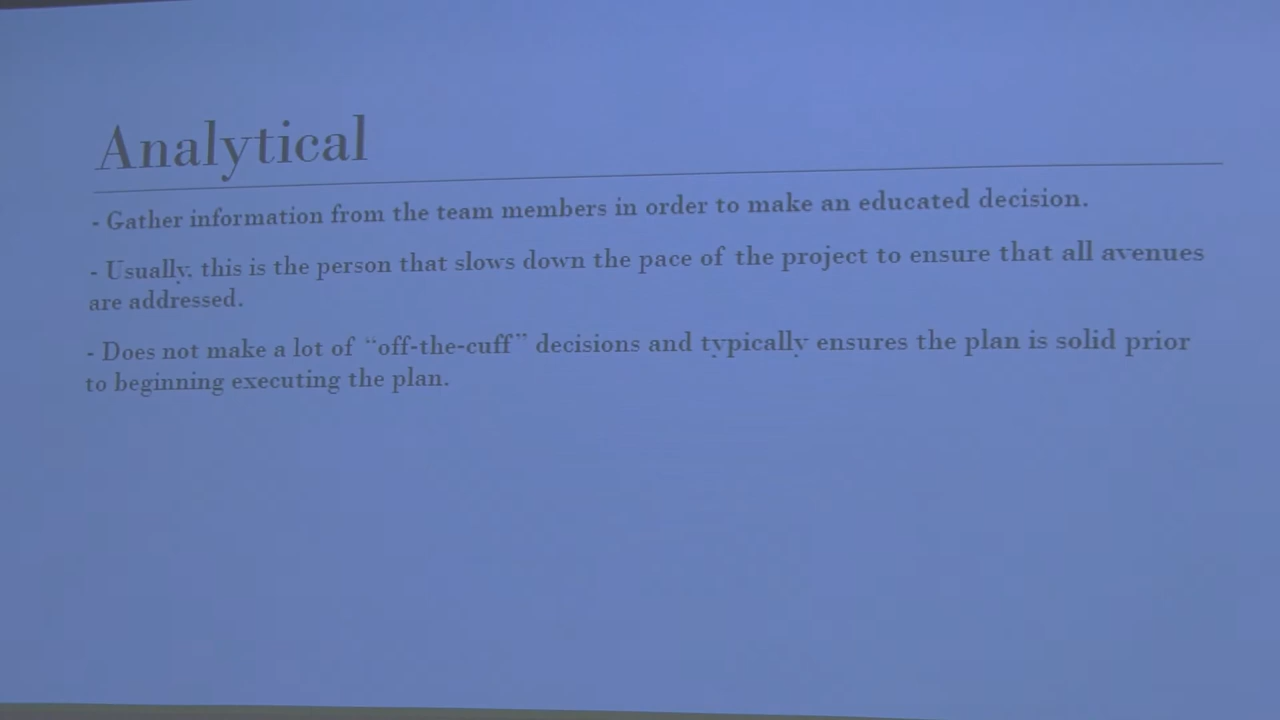 Analytical
- Gather information from the team members in order to make an educated decision.
- Usually, this is the person that slows down the pace of the project to ensure that all avenues
are addressed.
- Does not make a lot of “off-the-cuff” decisions and typically ensures the plan is solid prior
to beginning executing the plan.